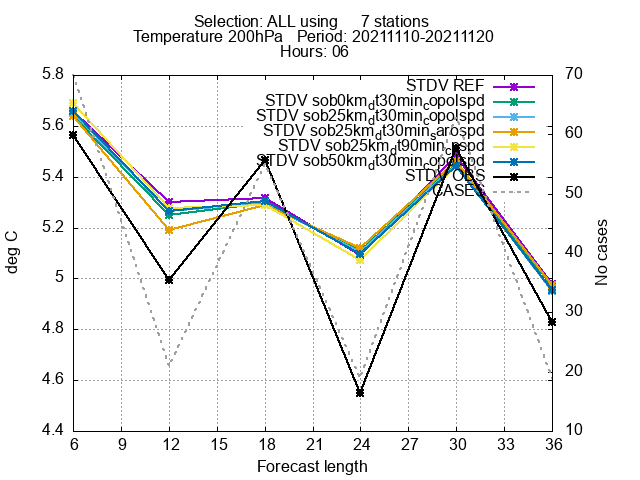 Selection: ALL using 7 stations
Temperature 200hPa Period: 20211110-20211120
Hours: 06
5.8
5.6
5.4
5.2
5
4.8
4.6
4.4
deg C
70
60
50
40
30
20
10
No cases
STDV REF
STDV sob0km_dt30min_copolspd
STDV sob25km_dt30min_copolspd
STDV sob25km_dt30min_sarospd
STDV sob25km_dt90min_
STDV sob50km_dt30min_
STDV OBS
CASES
6 9 12 15 18 21 24 27 30 33 36
Forecast length